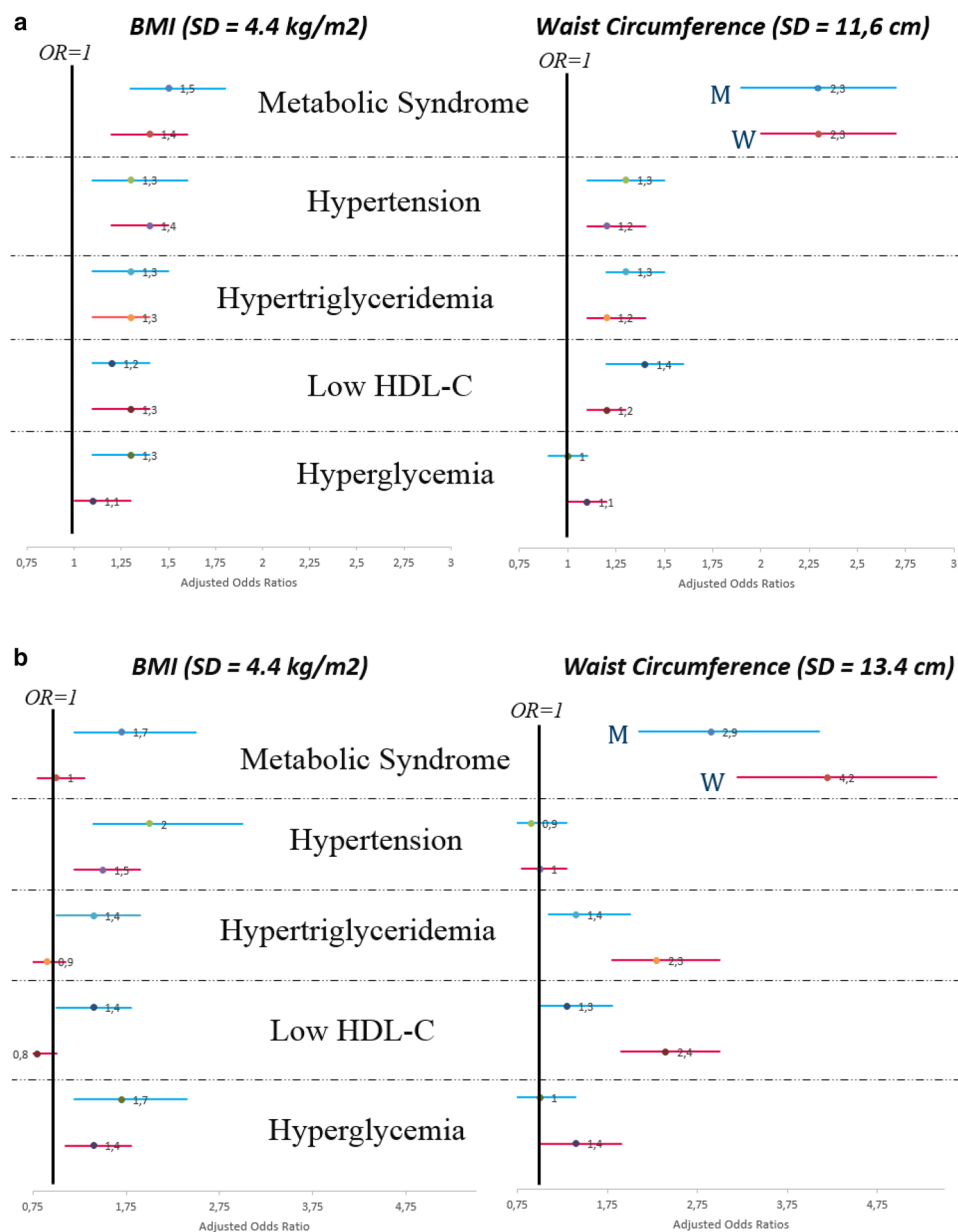 a
BMI (SD = 4.4 kg/m2)
Waist Circumference (SD = 11,6 cm)
OR=1
OR=1
1,5
Metabolic Syndrome
M
2,3
1,4
W
2,3
1,3
Hypertension
1,3
1,4
1,2
1,3
Hypertriglyceridemia
1,3
1,3
1,2
1,2
Low HDL-C
1,4
1,3
1,2
1,3
Hyperglycemia
1
1,1
1,1
0,75 1 1,25 1,5 1,75 2 2,25 2,5 2,75 3
0,75 1 1,25 1,5 1,75 2 2,25 2,5 2,75 3
Adjusted Odds Ratios
Adjusted Odds Ratios
b
BMI (SD = 4.4 kg/m2)
Waist Circumference (SD = 13.4 cm)
OR=1
OR=1
1,7
Metabolic Syndrome
M
2,9
1
W
4,2
2
Hypertension
0,9
1,5
1
1,4
Hypertriglyceridemia
1,4
0,9
2,3
1,4
Low HDL-C
1,3
0,8
2,4
1,7
Hyperglycemia
1
1,4
1,4
0,75 1,75 2,75 3,75 4,75
0,75 1,75 2,75 3,75 4,75
Adjusted Odds Ratio
Adjusted Odds Ratios